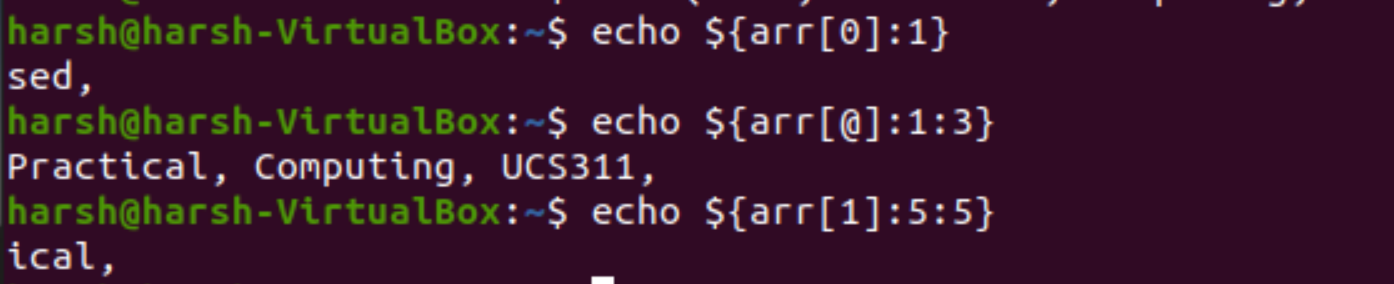 harsh@harsh-VirtualBox:~$ echo ${arr[0]:1}
sed,
harsh@harsh-VirtualBox:~$ echo ${arr[@]:1:3}
Practical, Computing, UCS311,
harsh@harsh-VirtualBox:~$ echo ${arr[1]:5:5}
ical,